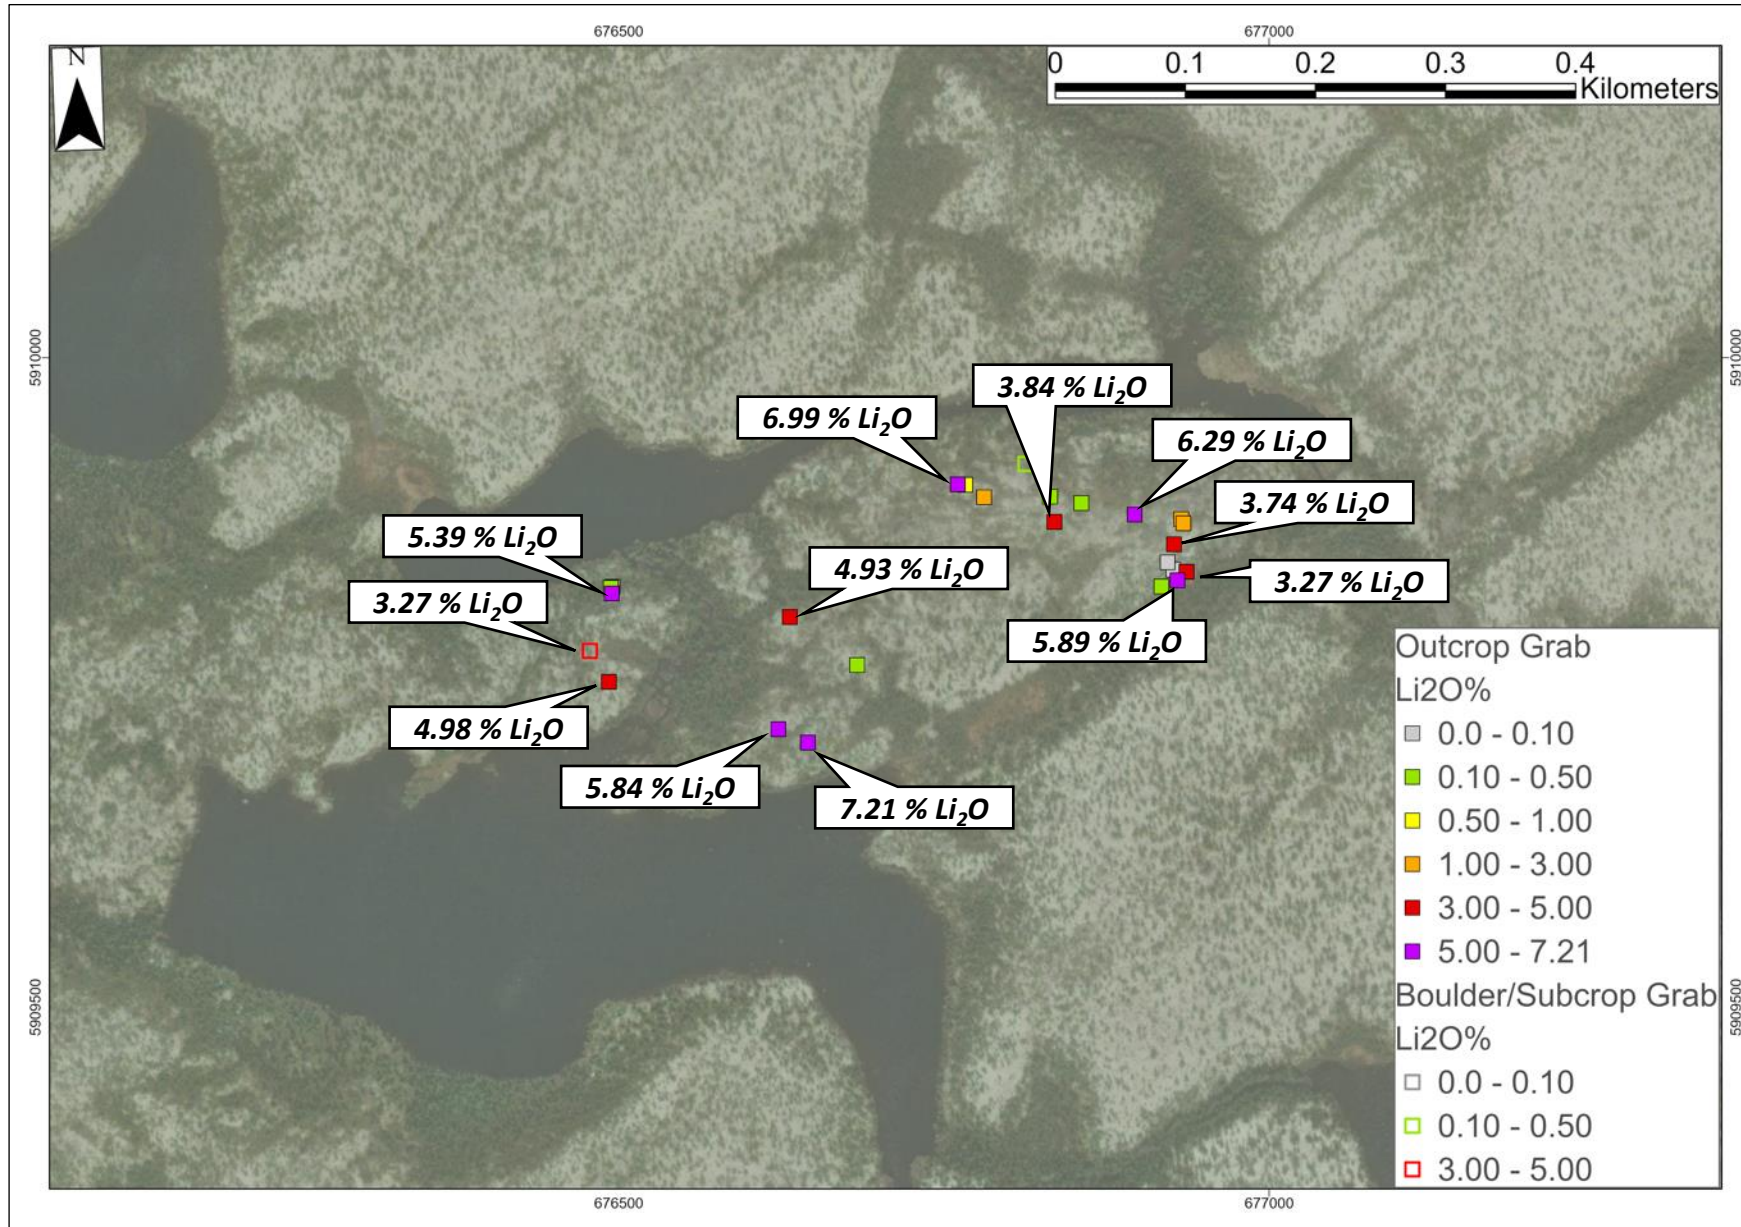 676500
677000
N
0 0.1 0.2 0.3 0.4
Kilometers
5910000
5910000
3.84 % Li₂O
6.99 % Li₂O
6.29 % Li₂O
3.74 % Li₂O
5.39 % Li₂O
4.93 % Li₂O
3.27 % Li₂O
3.27 % Li₂O
5.89 % Li₂O
4.98 % Li₂O
5.84 % Li₂O
7.21 % Li₂O
Outcrop Grab
Li2O%
0.0 - 0.10
0.10 - 0.50
0.50 - 1.00
1.00 - 3.00
3.00 - 5.00
5.00 - 7.21
Boulder/Subcrop Grab
Li2O%
0.0 - 0.10
0.10 - 0.50
3.00 - 5.00
5909500
5909500
676500
677000